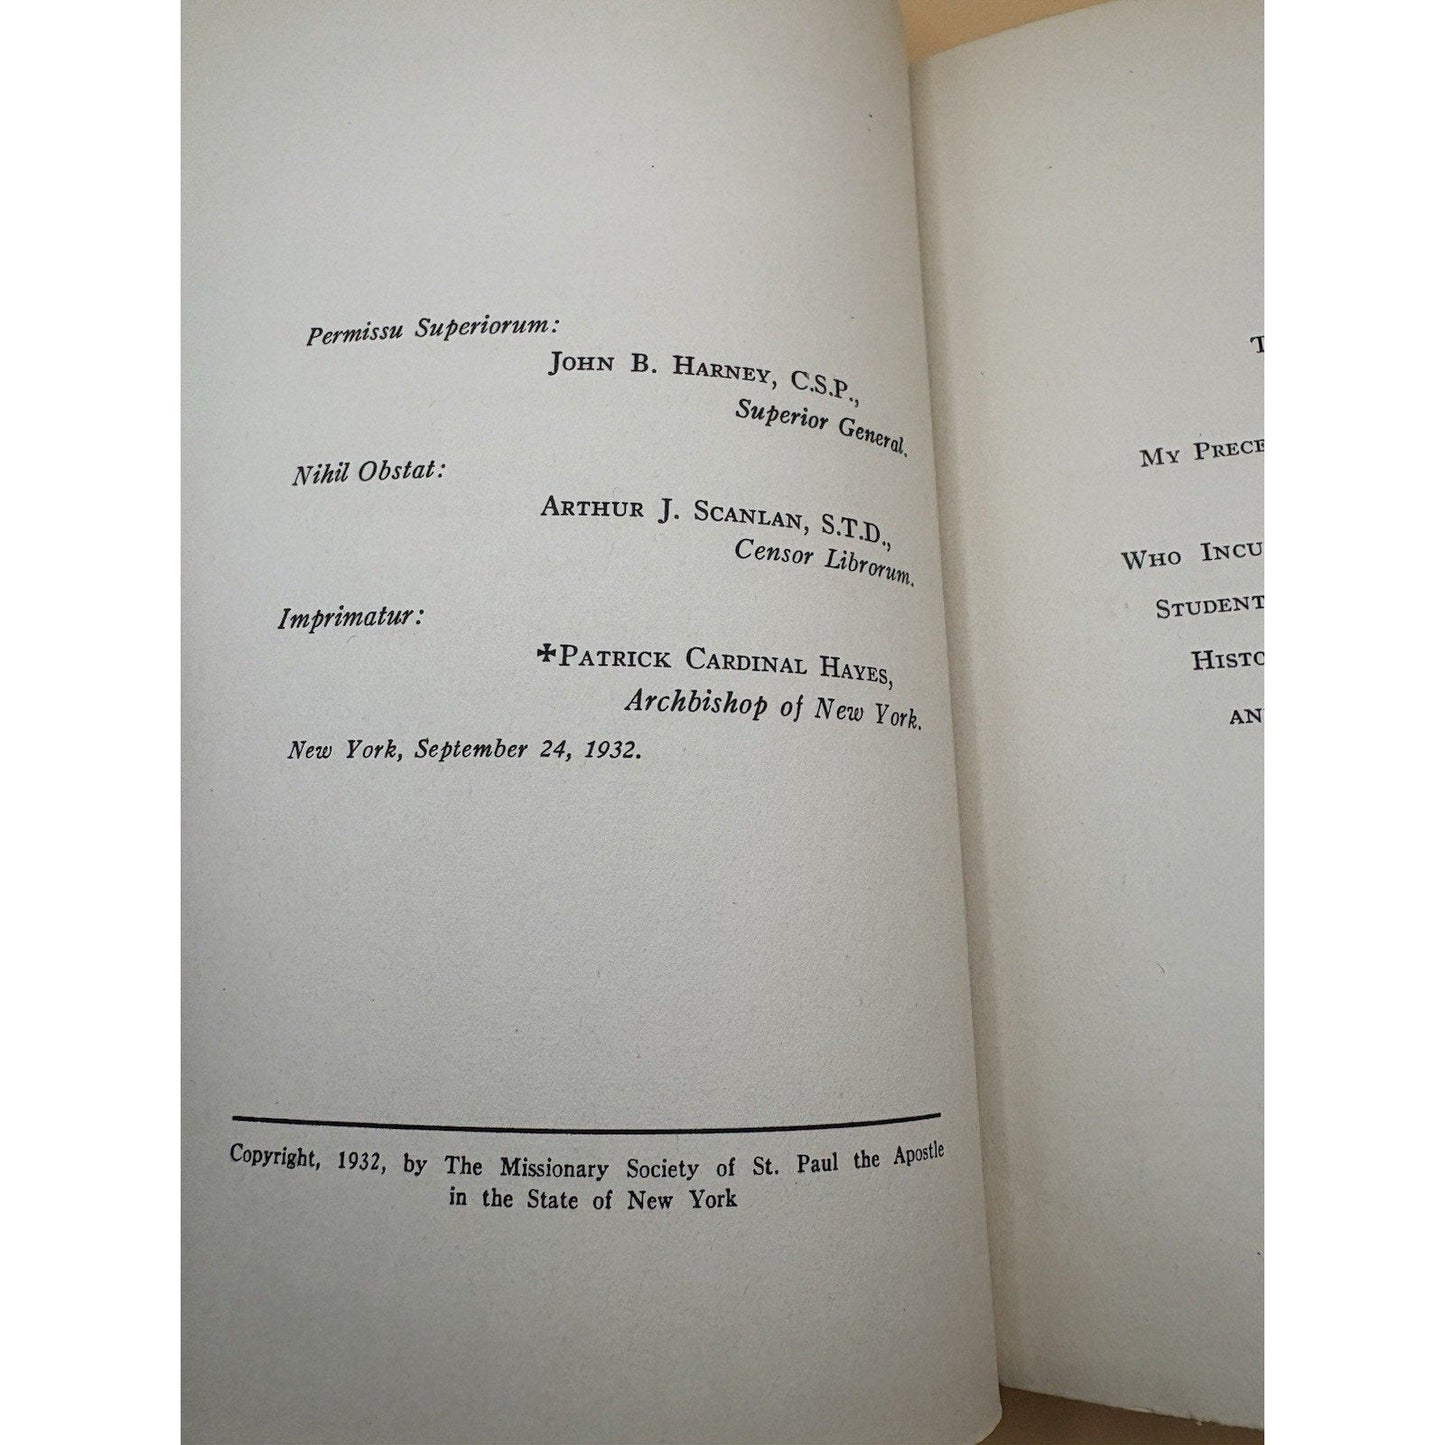 Permissu Superiorum:
John B. Harney, C.S.P.,
Superior General.
Nihil Obstat:
Arthur J. Scanlan, S.T.D.,
Censor Librorum.
Imprimatur:
✠Patrick Cardinal Hayes,
Archbishop of New York.
New York, September 24, 1932.
Copyright, 1932, by The Missionary Society of St. Paul the Apostle
in the State of New York
My
Who